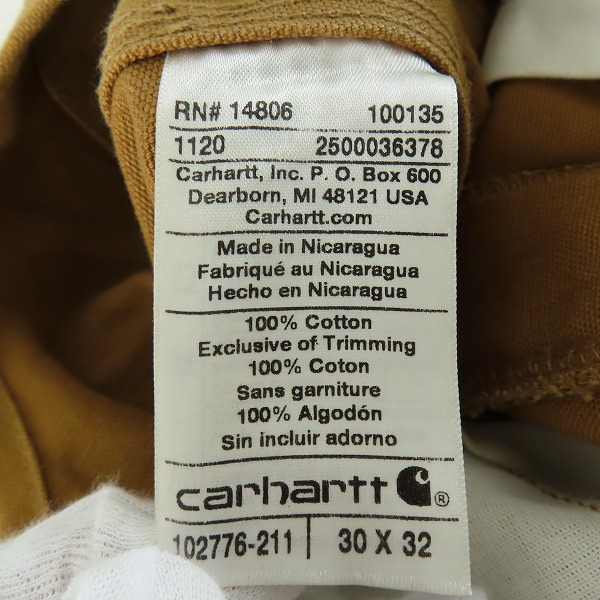 RN# 14806 100135
1120 2500036378
Carhartt, Inc. P. O. Box 600
Dearborn, MI 48121 USA
Carhartt.com
Made in Nicaragua
Fabriqué au Nicaragua
Hecho en Nicaragua
100% Cotton
Exclusive of Trimming
100% Coton
Sans garniture
100% Algodón
Sin incluir adorno
carhartt ®
102776-211 30 X 32